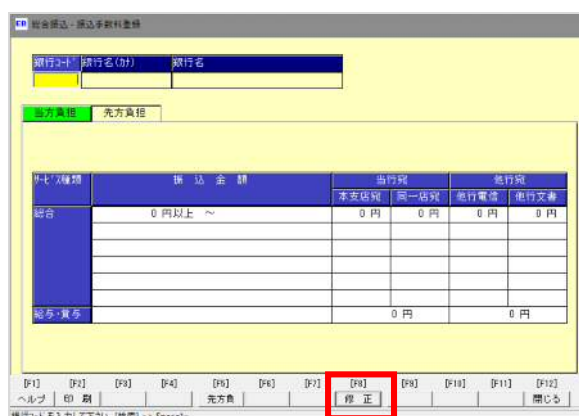 EB 総合振込 - 振込手数料登録
銀行コード 銀行名(カナ) 銀行名
当方負担 先方負担
サービス種類 振 込 金 額 当行宛 他行宛
本支店宛 同一店宛 他行電信 他行文書
総合 0 円以上 ～ 0 円 0 円 0 円 0 円
給与・賞与 0 円 0 円
[F1] [F2] [F3] [F4] [F5] [F6] [F7] [F8] [F9] [F10] [F11] [F12]
ヘルプ 印 刷 先方負 修 正 閉じる